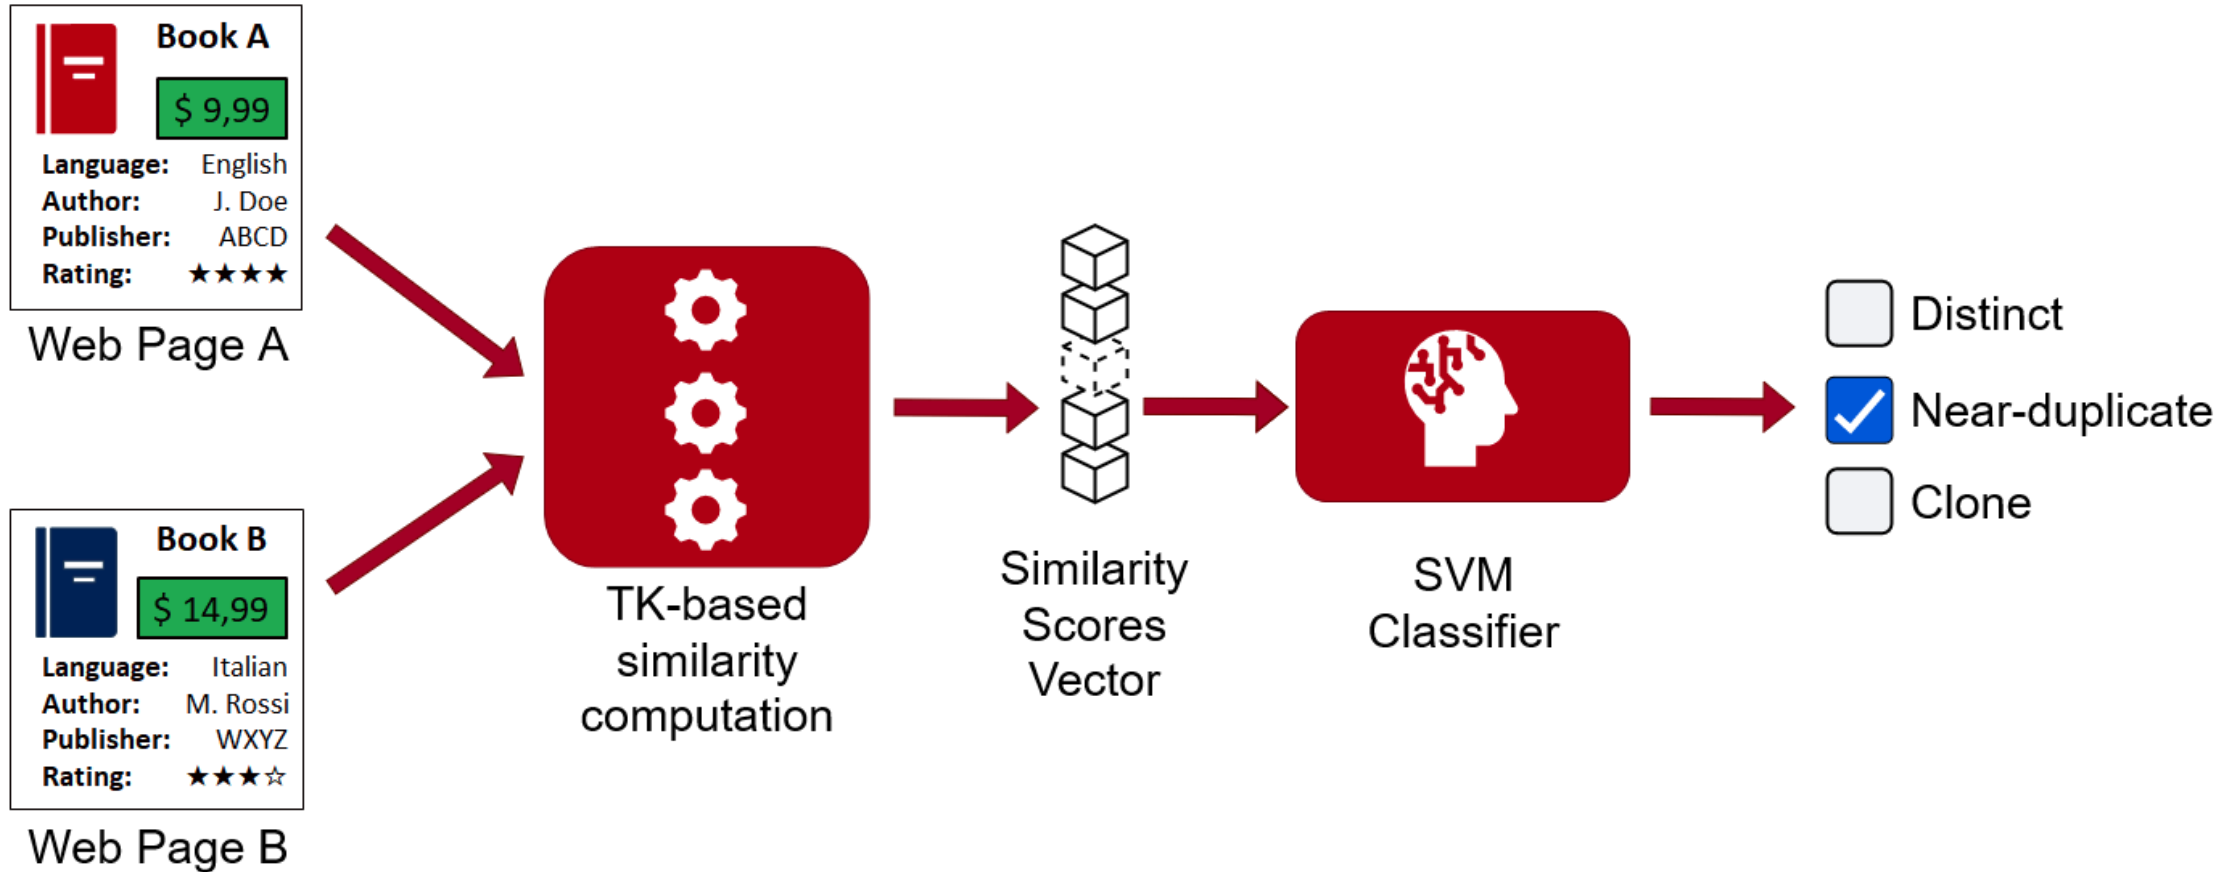 Book A
$ 9,99
Language: English
Author: J. Doe
Publisher: ABCD
Rating: ★★★★
Web Page A
Book B
$ 14,99
Language: Italian
Author: M. Rossi
Publisher: WXYZ
Rating: ★★★☆
Web Page B
TK-based
similarity
computation
Similarity
Scores
Vector
SVM
Classifier
Distinct
Near-duplicate
Clone